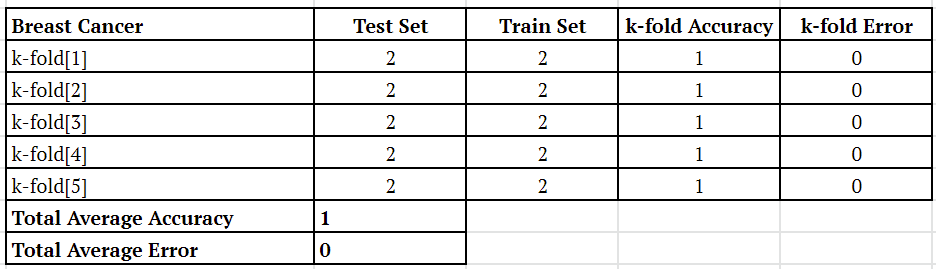 Breast Cancer Test Set Train Set k-fold Accuracy k-fold Error
k-fold[1] 2 2 1 0
k-fold[2] 2 2 1 0
k-fold[3] 2 2 1 0
k-fold[4] 2 2 1 0
k-fold[5] 2 2 1 0
Total Average Accuracy 1
Total Average Error 0